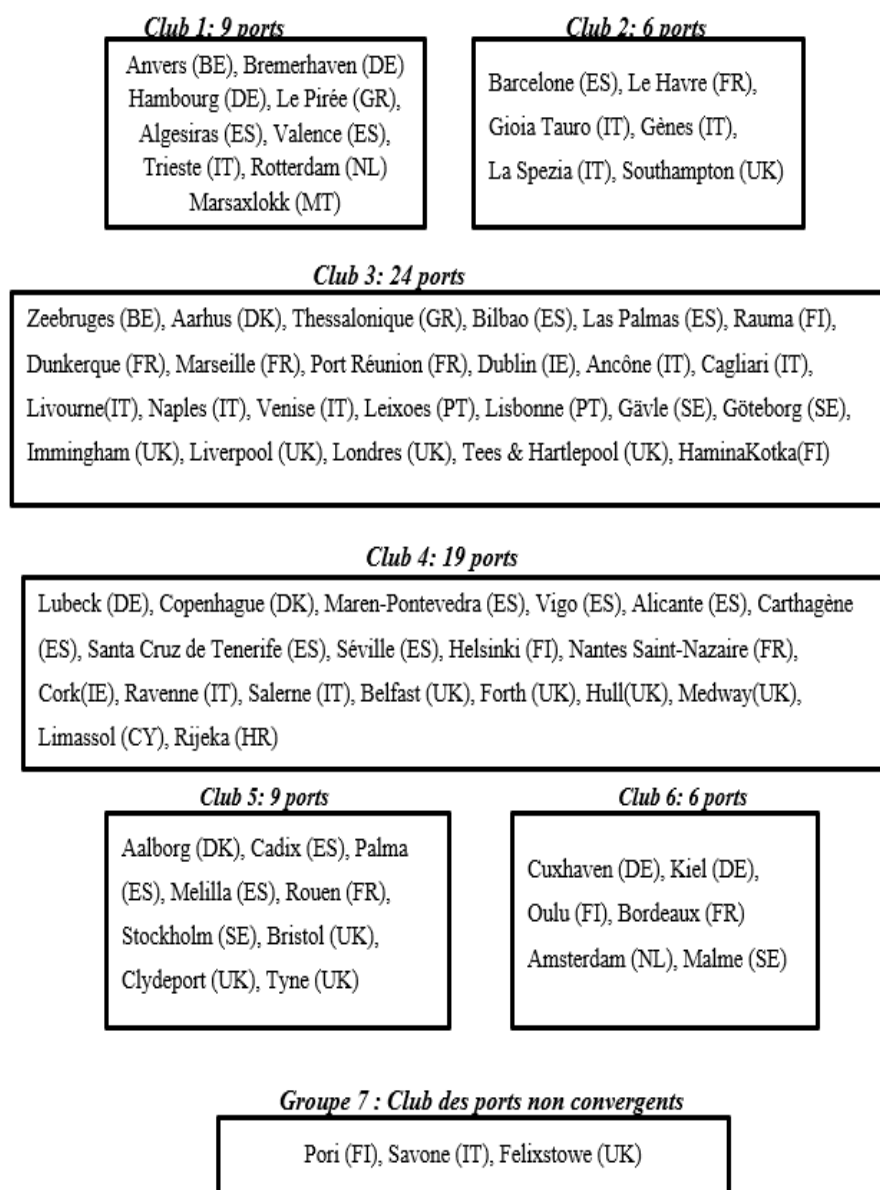 Club 1: 9 ports
Anvers (BE), Bremerhaven (DE)
Hambourg (DE), Le Pirée (GR),
Algesiras (ES), Valence (ES),
Trieste (IT), Rotterdam (NL)
Marsaxlokk (MT)
Club 2: 6 ports
Barcelone (ES), Le Havre (FR),
Gioia Tauro (IT), Gènes (IT),
La Spezia (IT), Southampton (UK)
Club 3: 24 ports
Zeebruges (BE), Aarhus (DK), Thessalonique (GR), Bilbao (ES), Las Palmas (ES), Rauma (FI),
Dunkerque (FR), Marseille (FR), Port Réunion (FR), Dublin (IE), Ancône (IT), Cagliari (IT),
Livourne(IT), Naples (IT), Venise (IT), Leixoes (PT), Lisbonne (PT), Gävle (SE), Göteborg (SE),
Immingham (UK), Liverpool (UK), Londres (UK), Tees & Hartlepool (UK), HaminaKotka(FI)
Club 4: 19 ports
Lubeck (DE), Copenhague (DK), Maren-Pontevedra (ES), Vigo (ES), Alicante (ES), Carthagène
(ES), Santa Cruz de Tenerife (ES), Séville (ES), Helsinki (FI), Nantes Saint-Nazaire (FR),
Cork(IE), Ravenne (IT), Salerne (IT), Belfast (UK), Forth (UK), Hull(UK), Medway(UK),
Limassol (CY), Rijeka (HR)
Club 5: 9 ports
Aalborg (DK), Cadix (ES), Palma
(ES), Melilla (ES), Rouen (FR),
Stockholm (SE), Bristol (UK),
Clydeport (UK), Tyne (UK)
Club 6: 6 ports
Cuxhaven (DE), Kiel (DE),
Oulu (FI), Bordeaux (FR)
Amsterdam (NL), Malme (SE)
Groupe 7 : Club des ports non convergents
Pori (FI), Savone (IT), Felixstowe (UK)